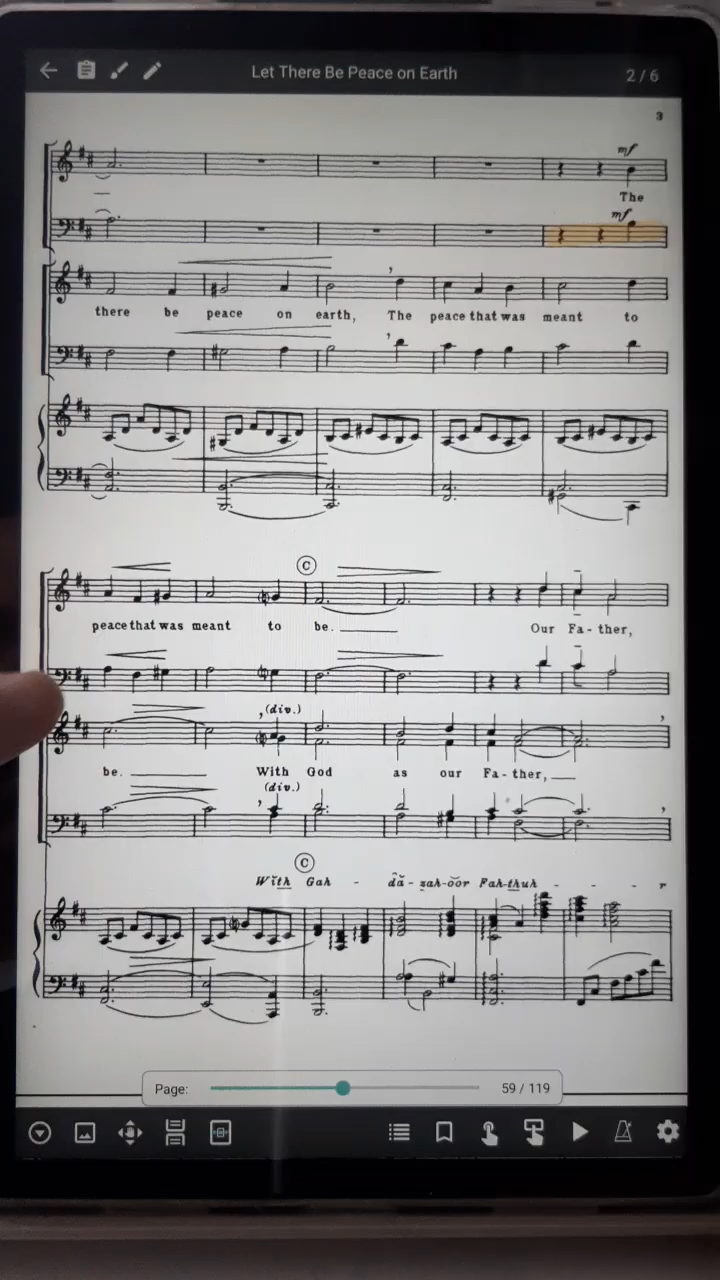 Let There Be Peace on Earth
2 / 6
3
mf
The
mf
there be peace on earth, The peace that was meant to
C
peace that was meant to be. Our Fa - ther,
(div.)
be. With God as our Fa - ther,
(div.)
C
With Gah - dă - zah - ŏor Fah - thuh - - - r
Page: 59 / 119